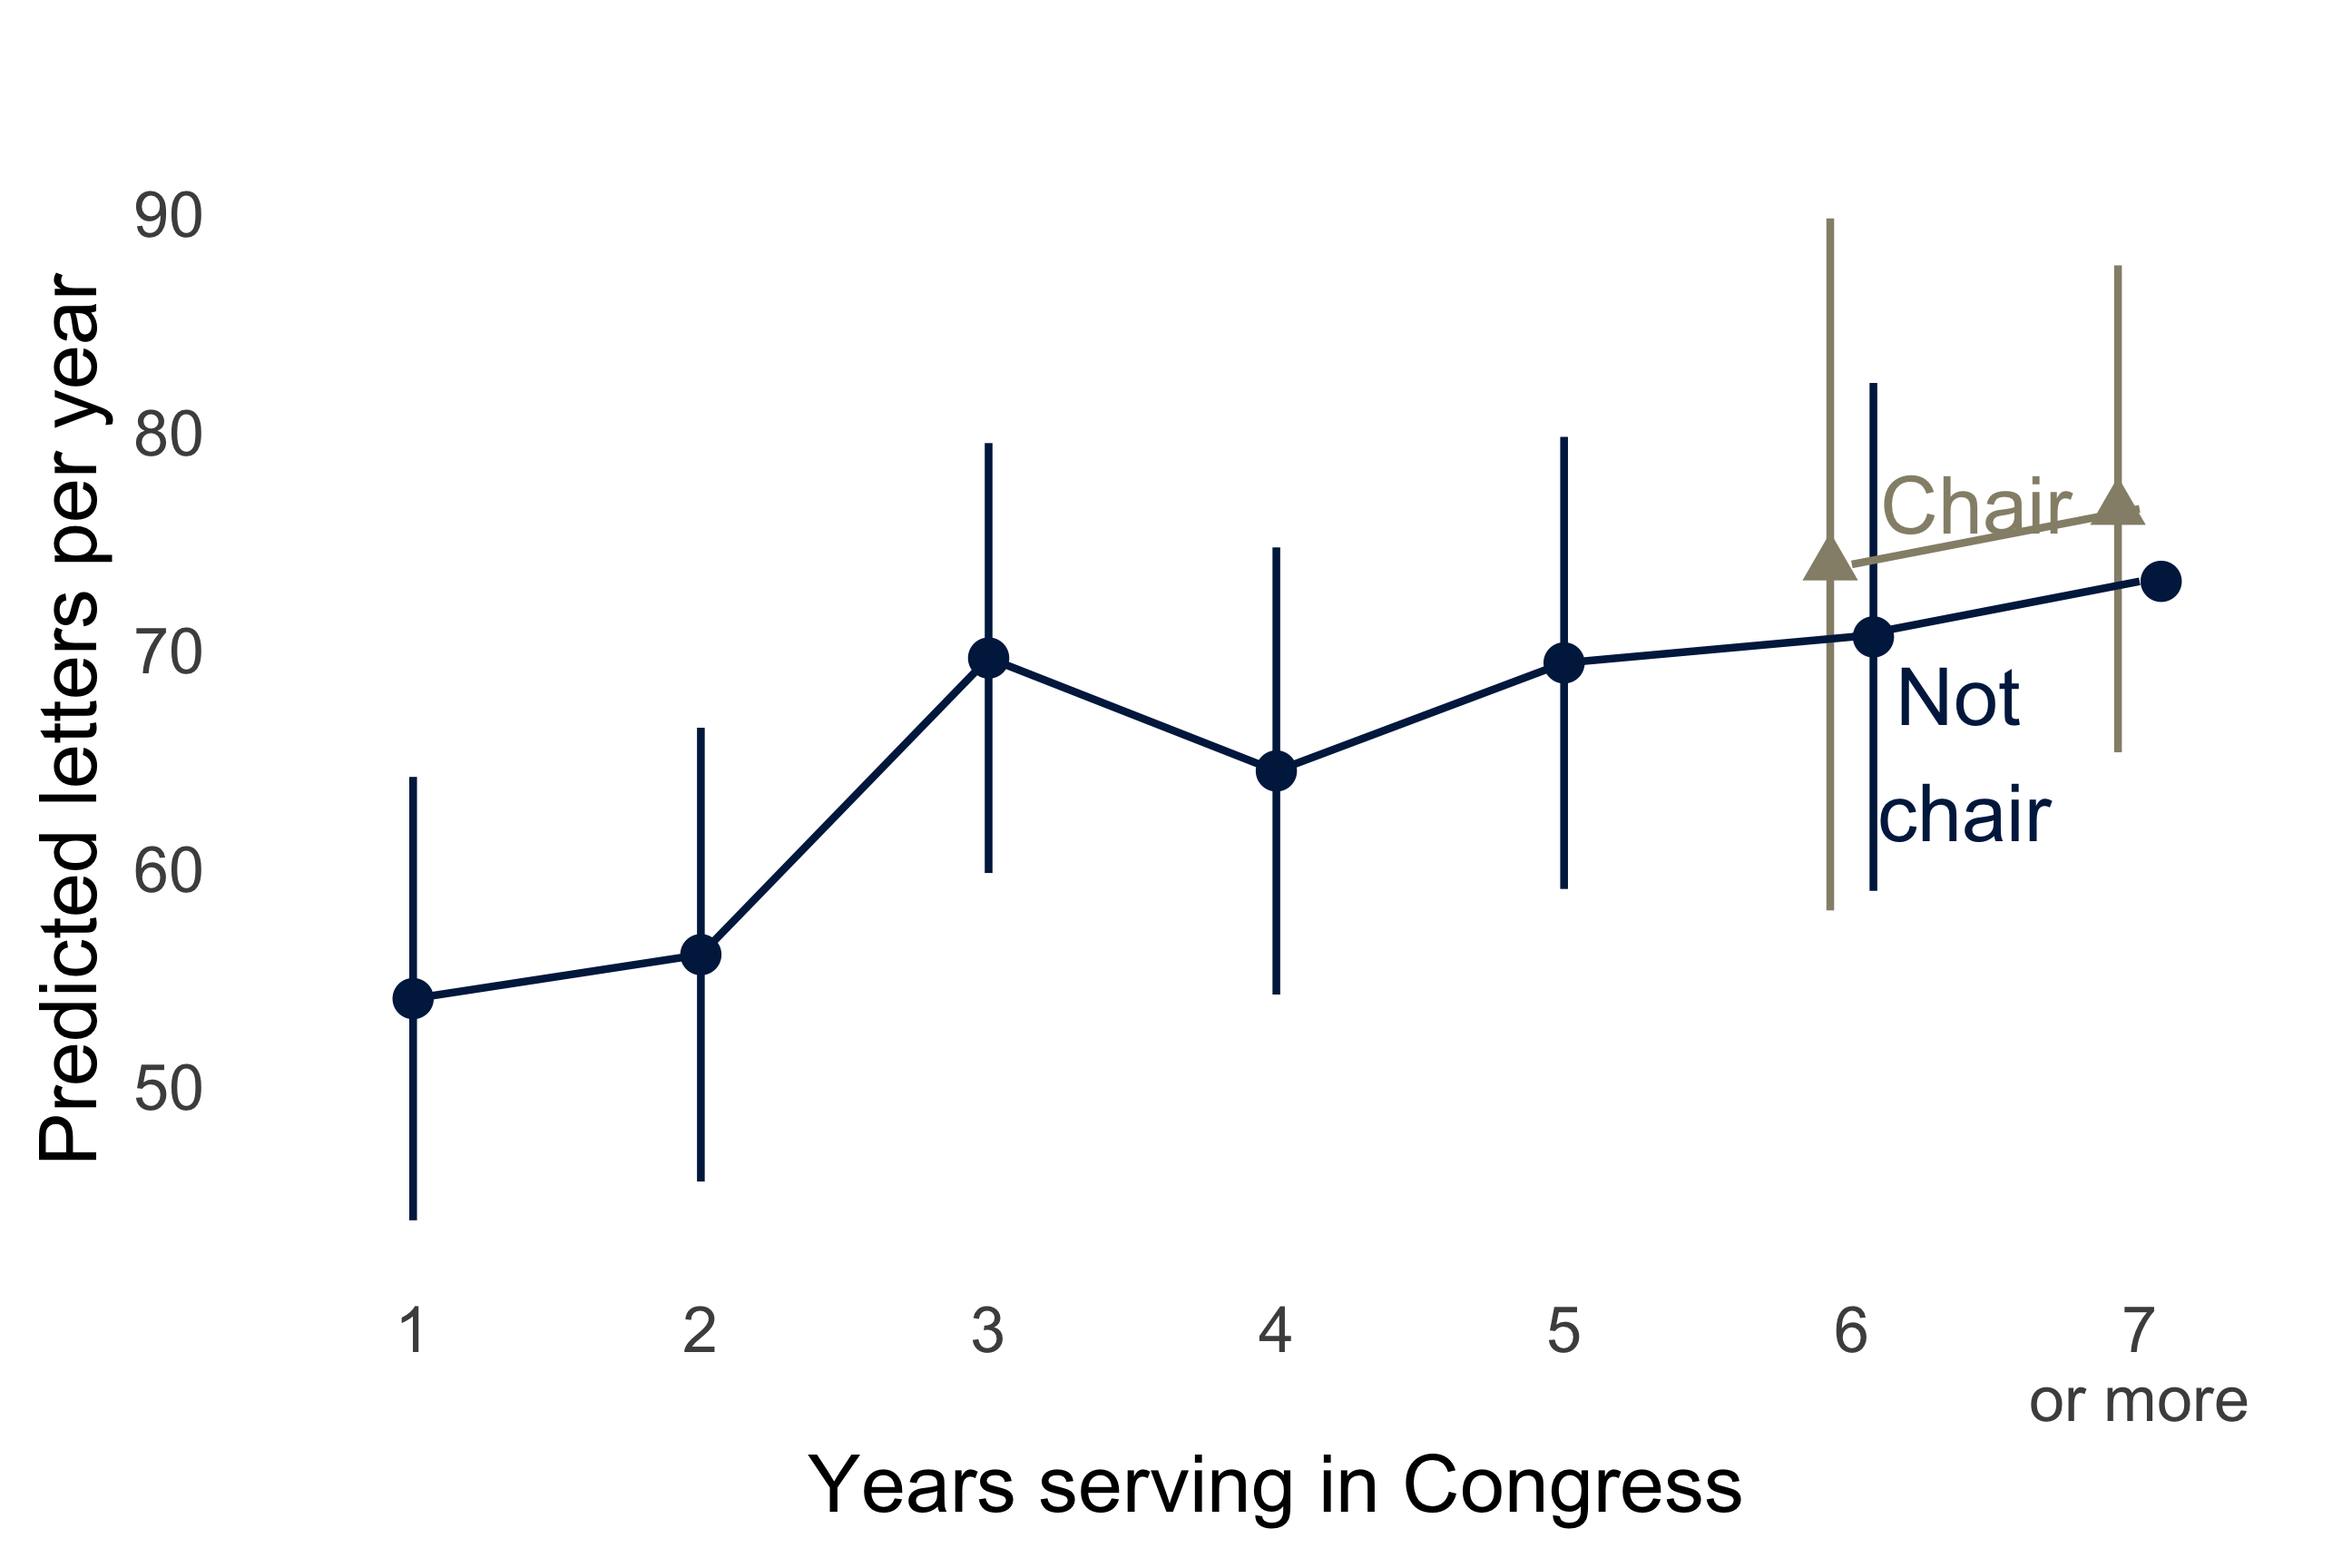 Predicted letters per year
90
80
70
60
50
Chair
Not
chair
1 2 3 4 5 6 7
or more
Years serving in Congress